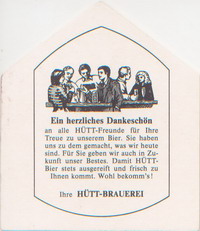 Ein herzliches Dankeschön
an alle HÜTT-Freunde für Ihre
Treue zu unserem Bier. Sie haben
uns zu dem gemacht, was wir heute
sind. Für Sie geben wir auch in Zu-
kunft unser Bestes. Damit HÜTT-
Bier stets ausgereift und frisch zu
Ihnen kommt. Wohl bekomm's!
Ihre HÜTT-BRAUEREI